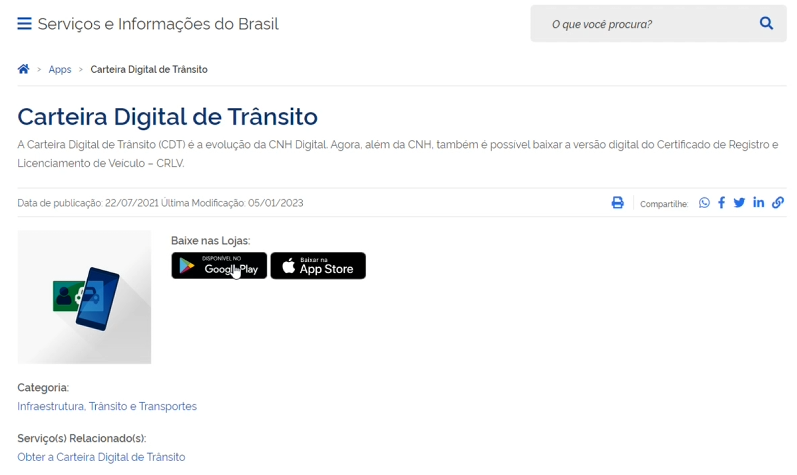 Serviços e Informações do Brasil
O que você procura?
Apps > Carteira Digital de Trânsito
Carteira Digital de Trânsito
A Carteira Digital de Trânsito (CDT) é a evolução da CNH Digital. Agora, além da CNH, também é possível baixar a versão digital do Certificado de Registro e
Licenciamento de Veículo – CRLV.
Data de publicação: 22/07/2021 Última Modificação: 05/01/2023
Compartilhe:
Baixe nas Lojas:
DISPONÍVEL NO
Google Play
Baixar na
App Store
Categoria:
Infraestrutura, Trânsito e Transportes
Serviço(s) Relacionado(s):
Obter a Carteira Digital de Trânsito